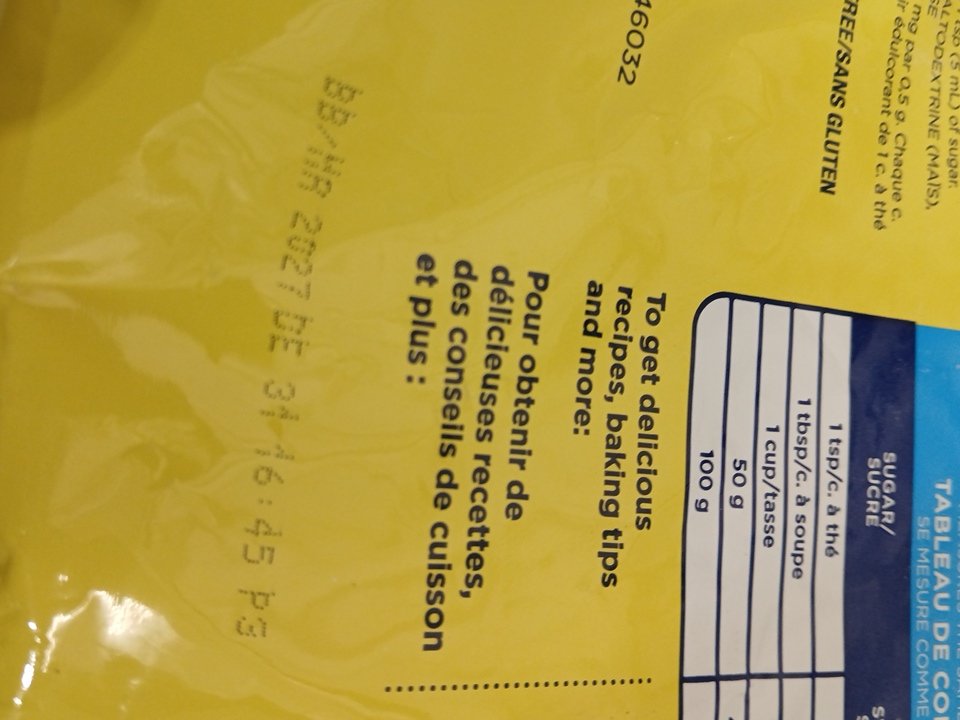 tsp (5 mL) of sugar.
ALTODEXTRINE (MAÏS),
mg par 0,5 g. Chaque c.
ir édulcorant de 1 c. à thé
REE/SANS GLUTEN
46032
TABLEAU DE CO
SE MESURE COMME
SUGAR/
SUCRE
1 tsp/c. à thé
1 tbsp/c. à soupe
1 cup/tasse
50 g
100 g
To get delicious
recipes, baking tips
and more:
Pour obtenir de
délicieuses recettes,
des conseils de cuisson
et plus :
BB/MA 2027 DE 31 16:45 P3